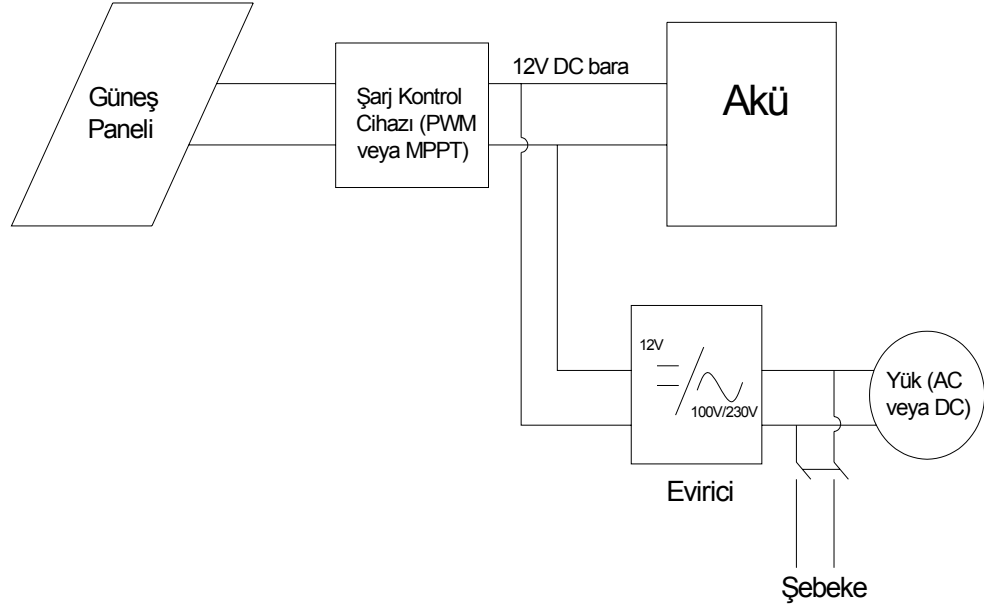 Güneş
Paneli
Şarj Kontrol
Cihazı (PWM
veya MPPT)
12V DC bara
Akü
12V
100V/230V
Evirici
Yük (AC
veya DC)
Şebeke